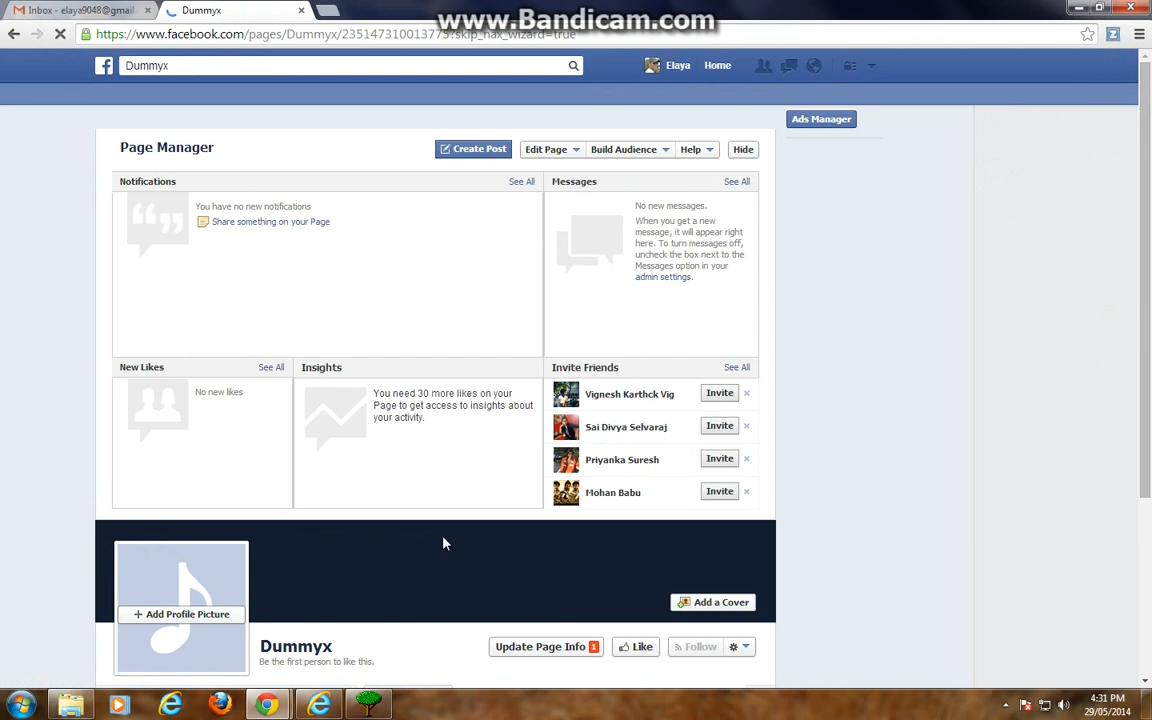 www.Bandicam.com
Inbox - elaya9048@gmail.
Dummyx
https://www.facebook.com/pages/Dummyx/235147310013775?skip_nax_wizard=true
Dummyx
Elaya
Home
Ads Manager
Page Manager
Create Post
Edit Page
Build Audience
Help
Hide
Notifications
See All
Messages
See All
You have no new notifications
Share something on your Page
No new messages.
When you get a new
message, it will appear right
here. To turn messages off,
uncheck the box next to the
Messages option in your
admin settings.
New Likes
See All
Insights
Invite Friends
See All
No new likes
You need 30 more likes on your
Page to get access to insights about
your activity.
Vignesh Karthck Vig
Invite
Sai Divya Selvaraj
Invite
Priyanka Suresh
Invite
Mohan Babu
Invite
+ Add Profile Picture
Add a Cover
Dummyx
Be the first person to like this.
Update Page Info 1
Like
Follow
4:31 PM
29/05/2014